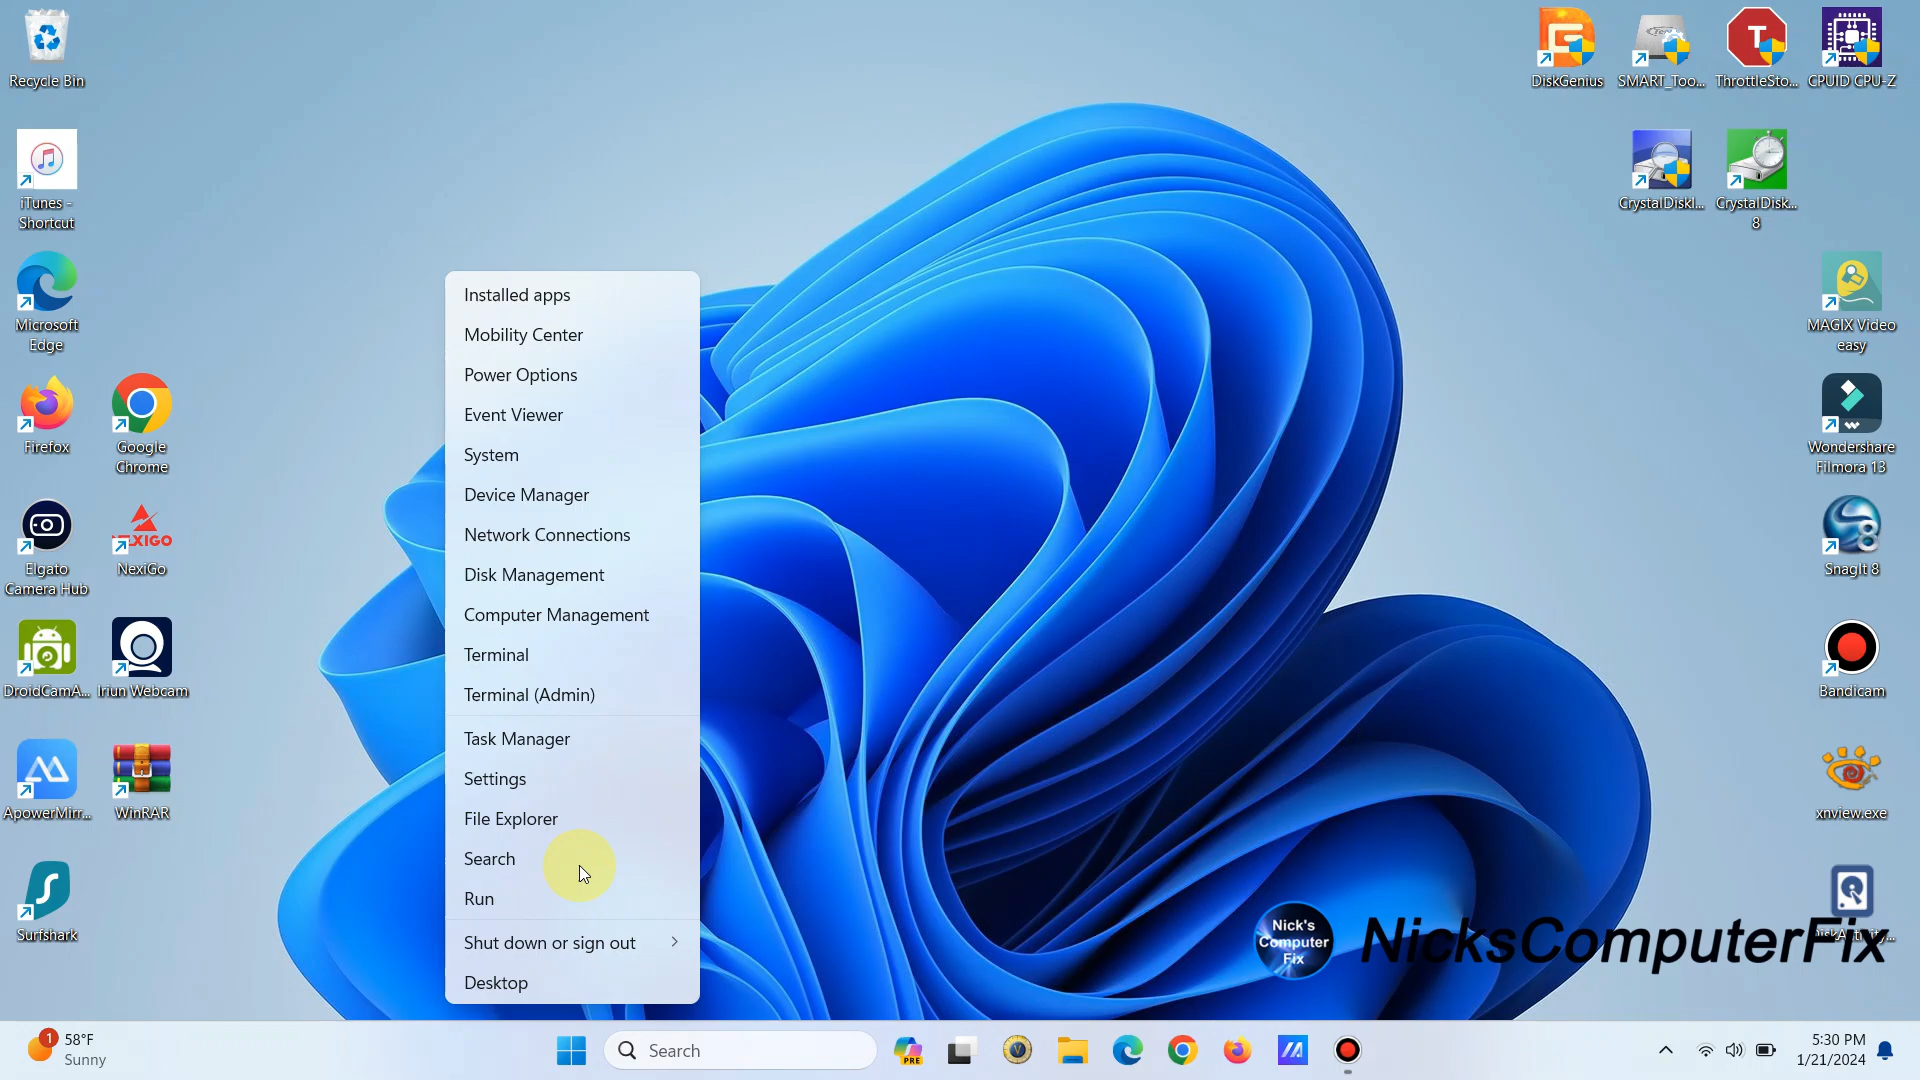 Recycle Bin
iTunes -
Shortcut
Microsoft
Edge
Firefox
Google
Chrome
Elgato
Camera Hub
NEXIGO
NexiGo
DroidCamA...
Iriun Webcam
ApowerMirr...
WinRAR
Surfshark
Installed apps
Mobility Center
Power Options
Event Viewer
System
Device Manager
Network Connections
Disk Management
Computer Management
Terminal
Terminal (Admin)
Task Manager
Settings
File Explorer
Search
Run
Shut down or sign out
Desktop
DiskGenius
SMART_Too...
T
ThrottleSto...
CPUID CPU-Z
CrystalDiskI...
CrystalDisk...
8
MAGIX Video
easy
Wondershare
Filmora 13
SnagIt 8
Bandicam
xnview.exe
Nick's
Computer
Fix
NicksComputerFix
1
58°F
Sunny
Search
PRE
5:30 PM
1/21/2024